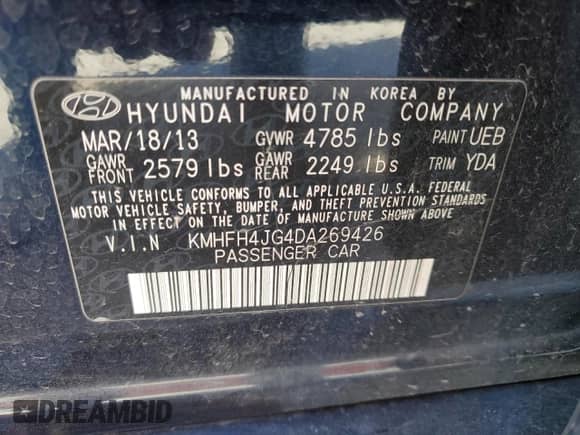 MANUFACTURED IN KOREA BY
HYUNDAI MOTOR COMPANY
MAR/18/13 GVWR 4785 lbs PAINT UEB
GAWR FRONT 2579 lbs GAWR REAR 2249 lbs TRIM YDA
THIS VEHICLE CONFORMS TO ALL APPLICABLE U.S.A. FEDERAL
MOTOR VEHICLE SAFETY, BUMPER, AND THEFT PREVENTION STANDARDS
IN EFFECT ON THE DATE OF MANUFACTURE SHOWN ABOVE
V.I.N KMHFH4JG4DA269426
PASSENGER CAR
DREAMBID